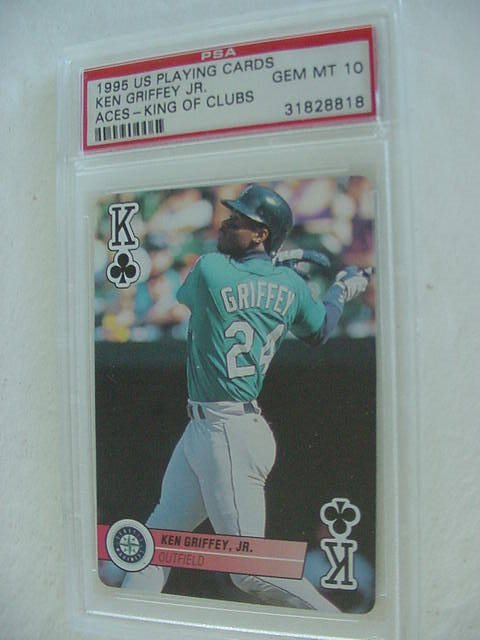 PSA
1995 US PLAYING CARDS
KEN GRIFFEY JR. GEM MT 10
ACES-KING OF CLUBS 31828818
K
GRIFFEY
24
KEN GRIFFEY, JR.
OUTFIELD
K